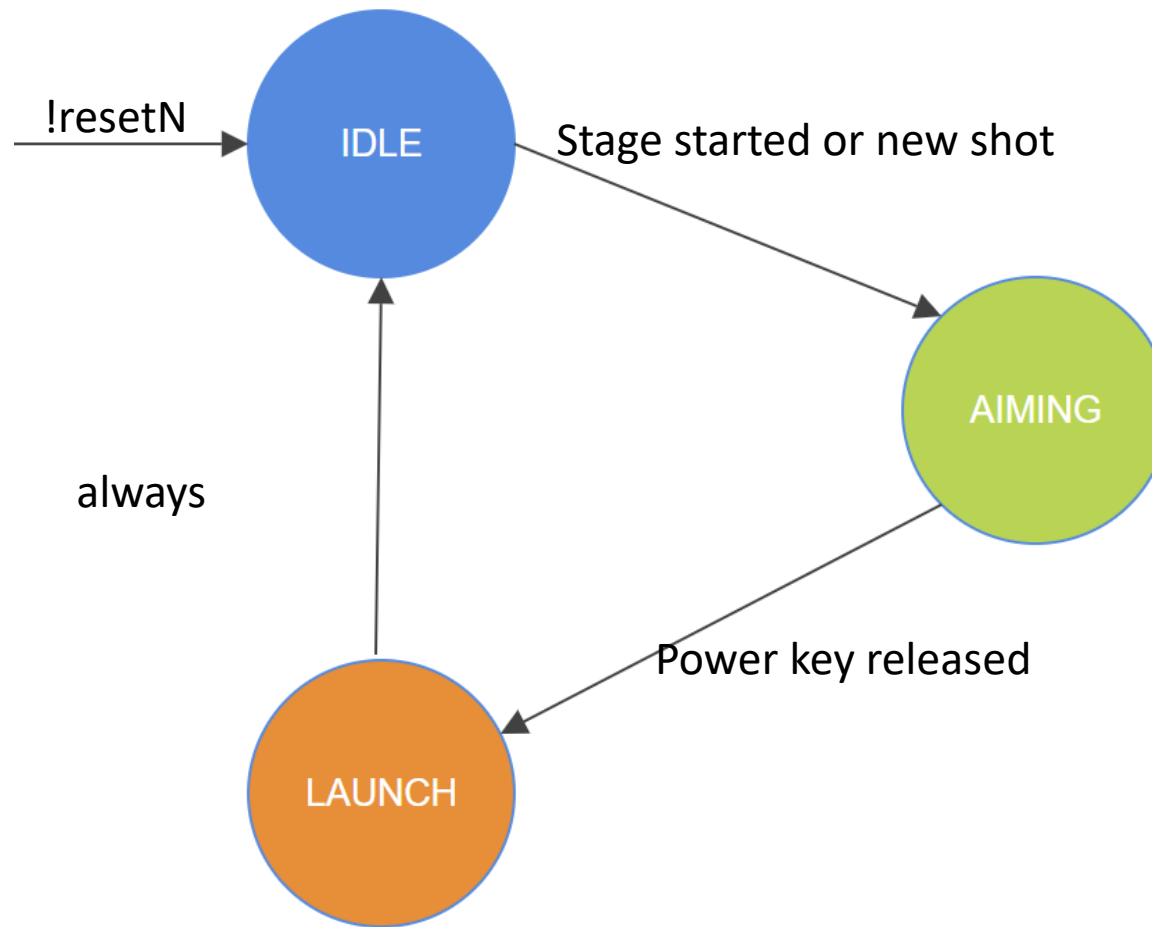 !resetN
IDLE
Stage started or new shot
AIMING
always
Power key released
LAUNCH